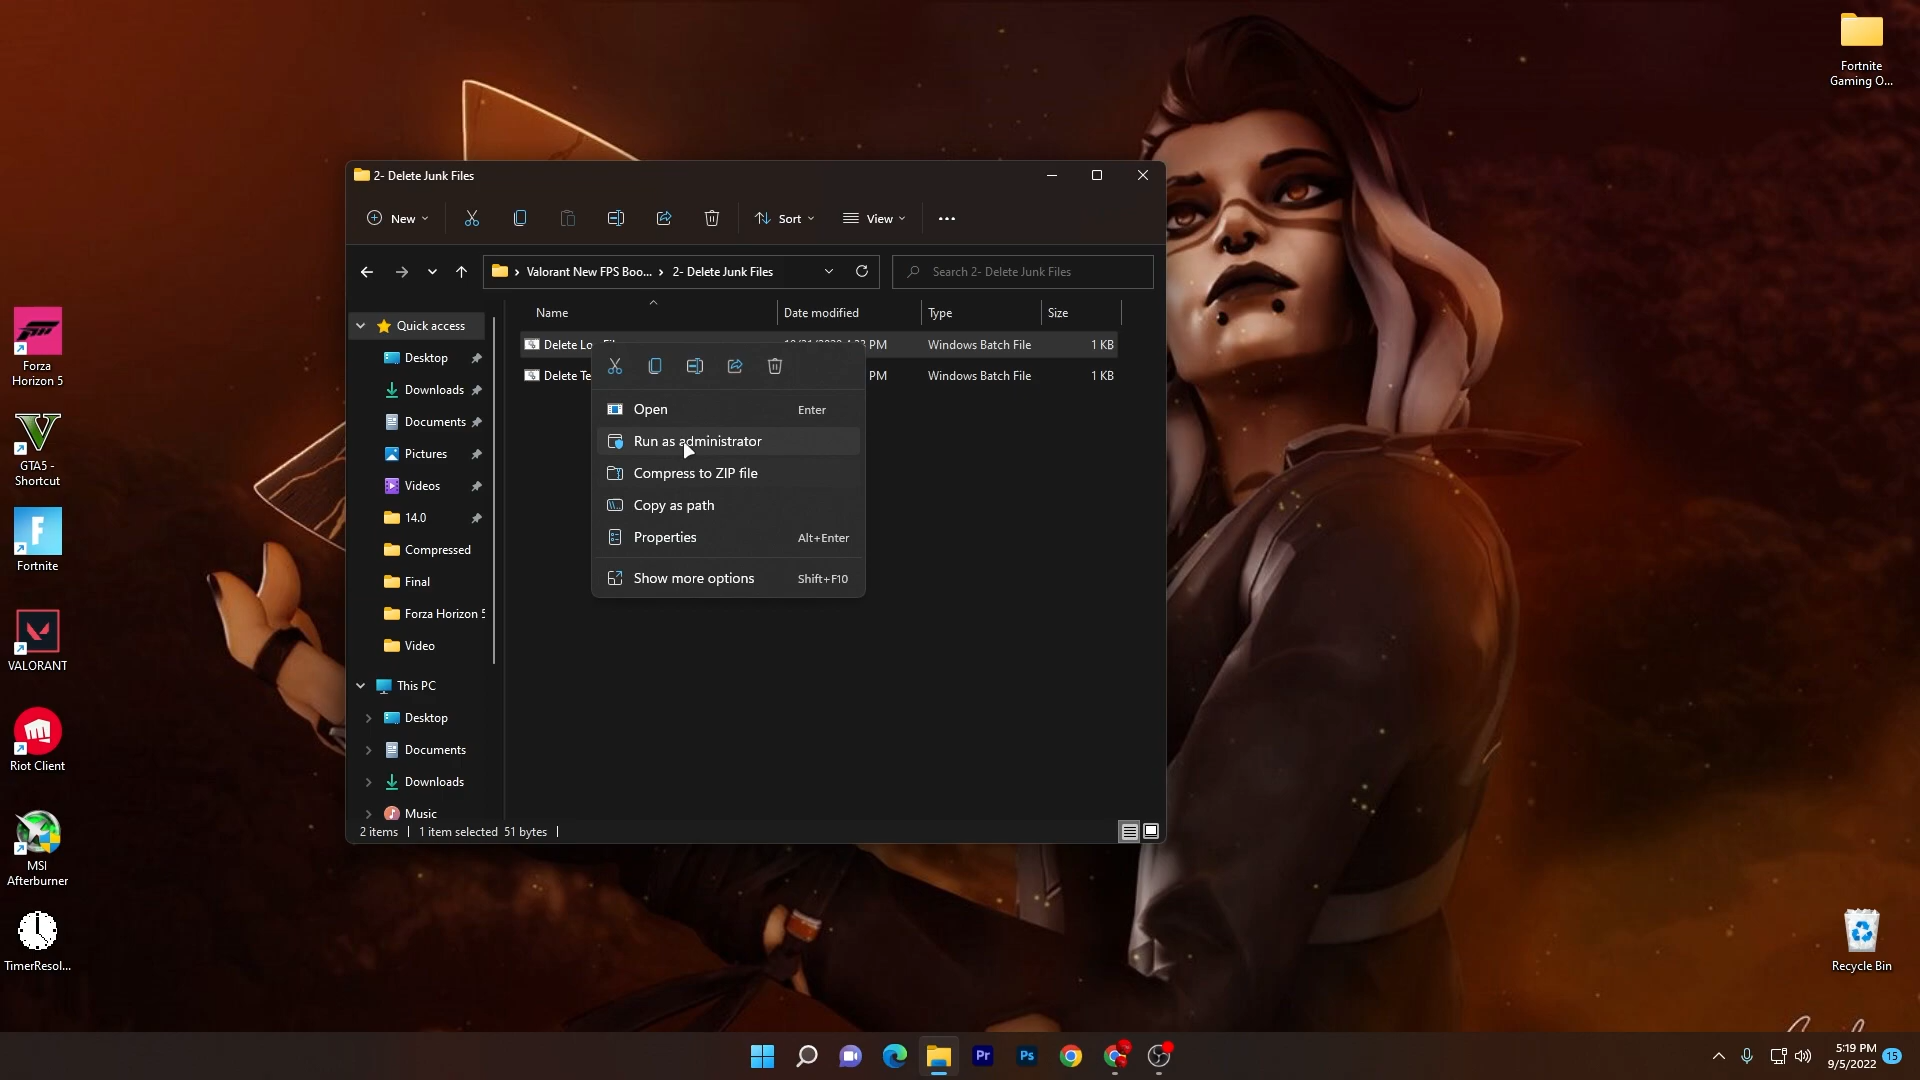 Fortnite
Gaming O...
2- Delete Junk Files
New
Sort
View
Valorant New FPS Boo... 2- Delete Junk Files
Search 2- Delete Junk Files
Quick access
Desktop
Downloads
Documents
Pictures
Videos
14.0
Compressed
Final
Forza Horizon 5
Video
This PC
Desktop
Documents
Downloads
Music
Name Date modified Type Size
Delete Lo PM Windows Batch File 1 KB
Delete Te PM Windows Batch File 1 KB
Open Enter
Run as administrator
Compress to ZIP file
Copy as path
Properties Alt+Enter
Show more options Shift+F10
2 items 1 item selected 51 bytes
Forza
Horizon 5
GTA5 -
Shortcut
Fortnite
VALORANT
Riot Client
MSI
Afterburner
TimerResol...
Recycle Bin
Pr
Ps
5:19 PM
9/5/2022
15